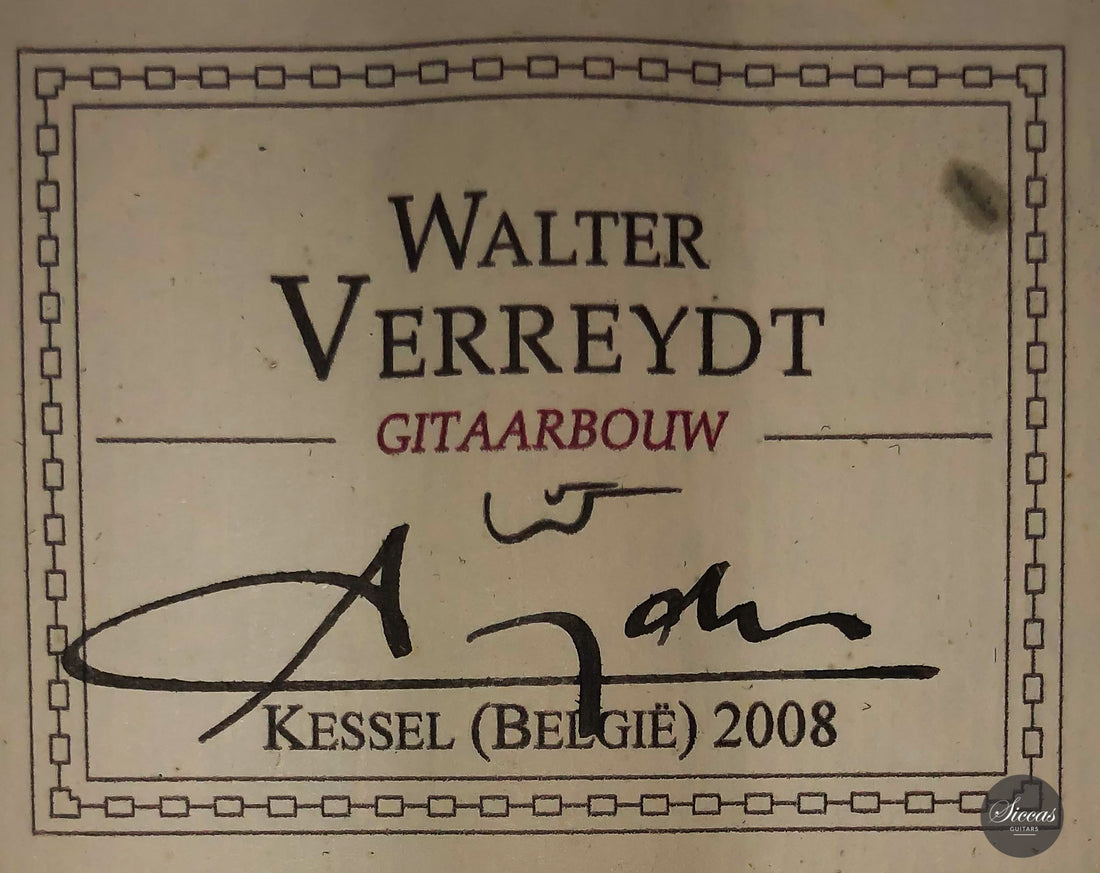 WALTER
VERREYDT
GITAARBOUW
KESSEL (BELGIË) 2008
Siccas
GUITARS